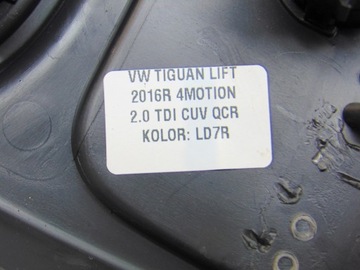 VW TIGUAN LIFT
2016R 4MOTION
2.0 TDI CUV QCR
KOLOR: LD7R